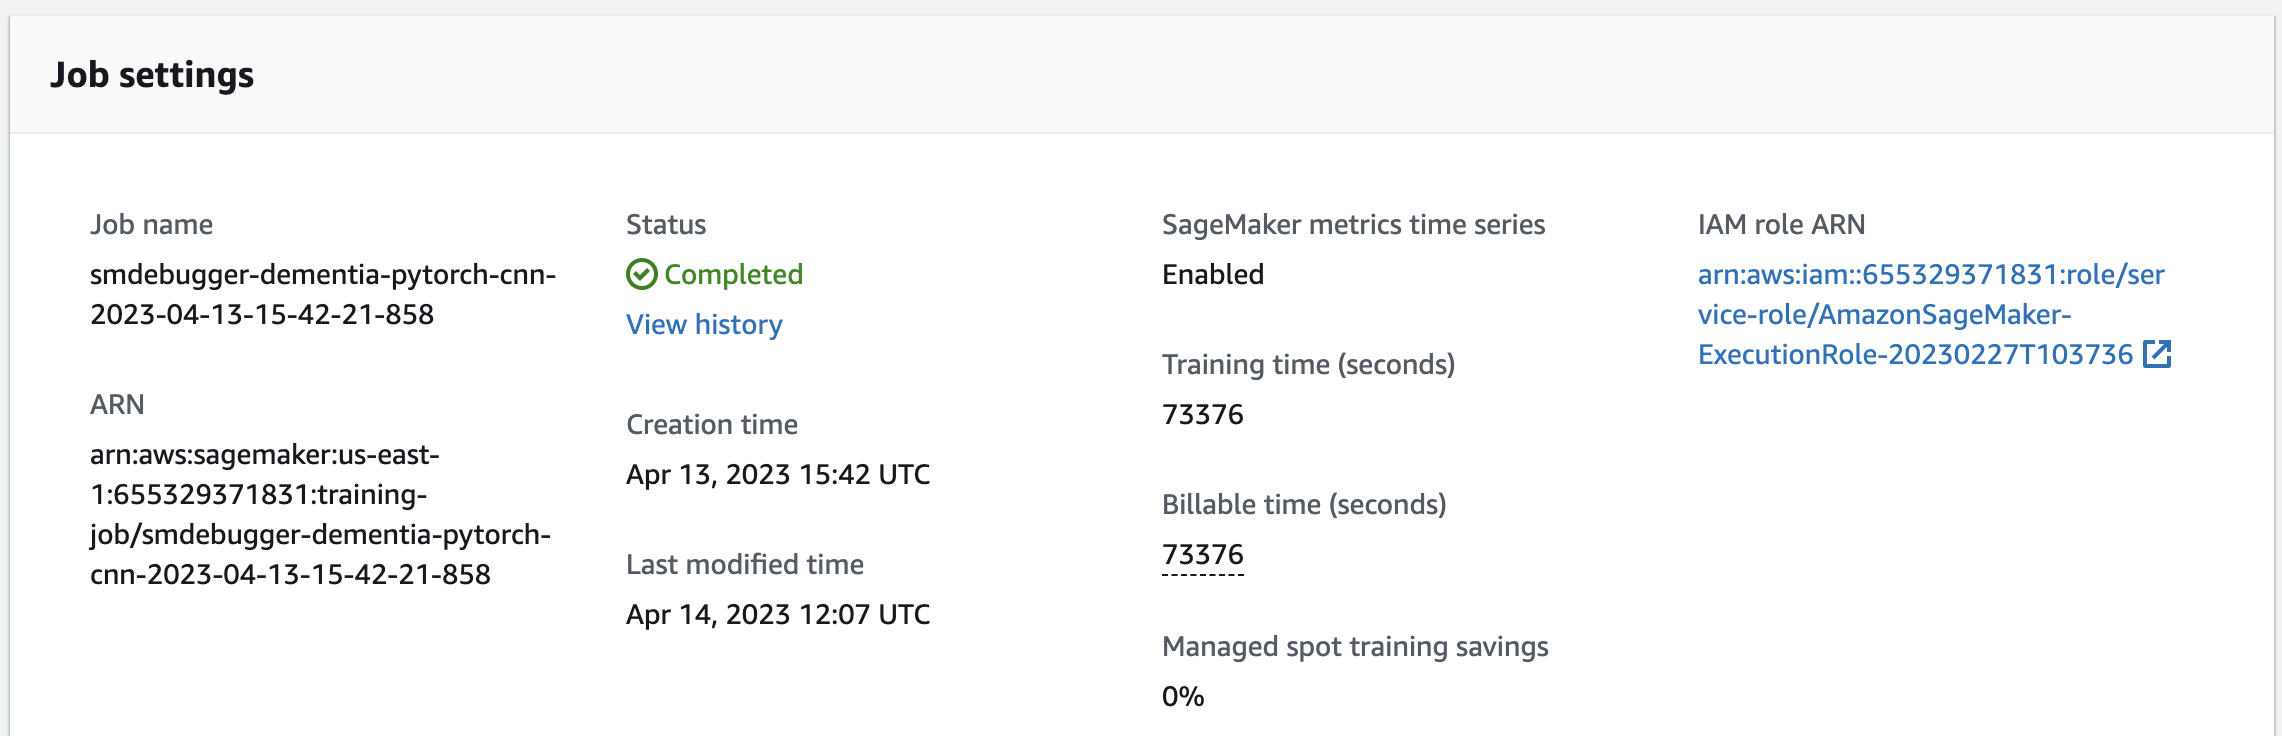 Job settings
Job name
smdebugger-dementia-pytorch-cnn-
2023-04-13-15-42-21-858
ARN
arn:aws:sagemaker:us-east-
1:655329371831:training-
job/smdebugger-dementia-pytorch-
cnn-2023-04-13-15-42-21-858
Status
Completed
View history
Creation time
Apr 13, 2023 15:42 UTC
Last modified time
Apr 14, 2023 12:07 UTC
SageMaker metrics time series
Enabled
Training time (seconds)
73376
Billable time (seconds)
73376
Managed spot training savings
0%
IAM role ARN
arn:aws:iam::655329371831:role/ser
vice-role/AmazonSageMaker-
ExecutionRole-20230227T103736